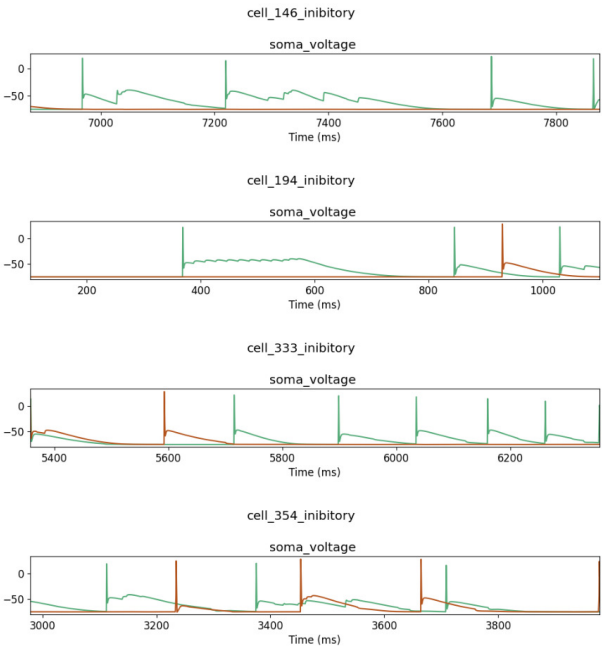 cell_146_inibitory
soma_voltage
0
−50
7000 7200 7400 7600 7800
Time (ms)
cell_194_inibitory
soma_voltage
0
−50
200 400 600 800 1000
Time (ms)
cell_333_inibitory
soma_voltage
0
−50
5400 5600 5800 6000 6200
Time (ms)
cell_354_inibitory
soma_voltage
0
−50
3000 3200 3400 3600 3800
Time (ms)